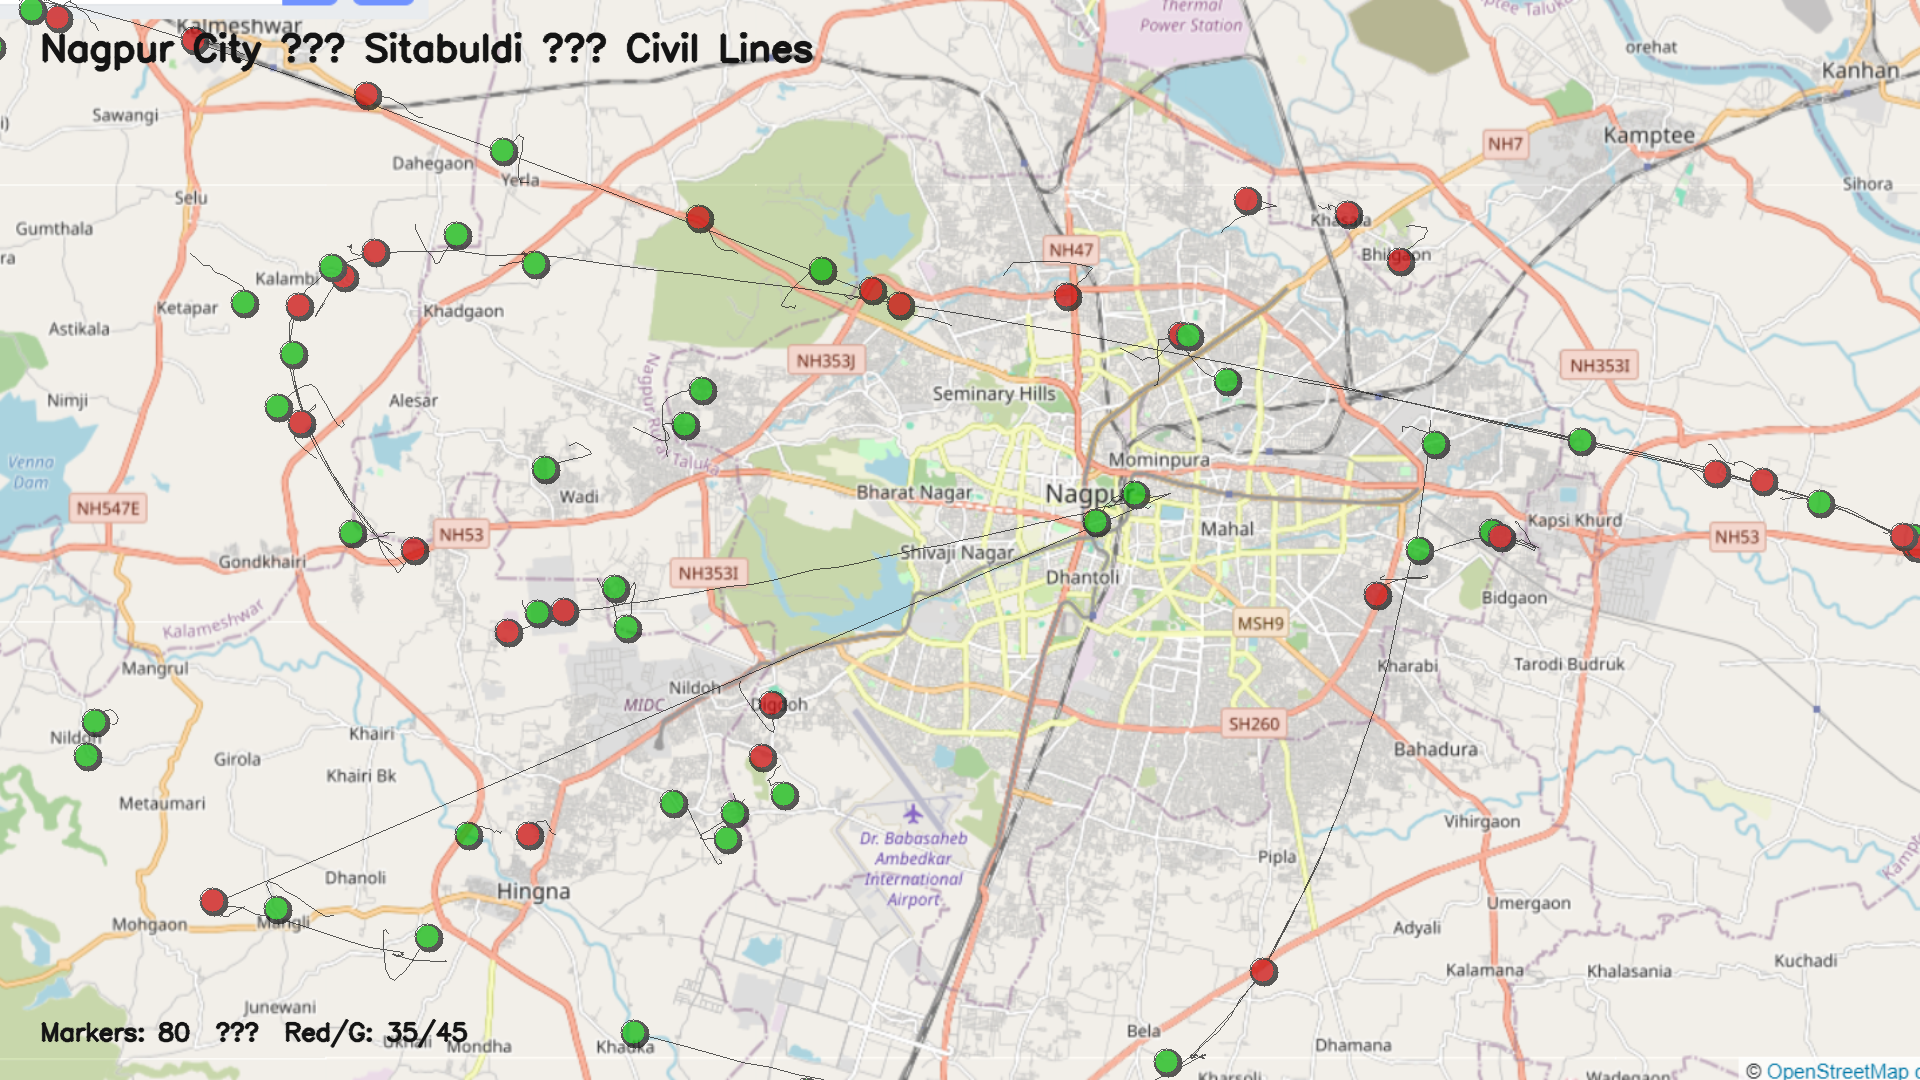 Thermal
Power Station
Kalmeshwar
Nagpur City ??? Sitabuldi ??? Civil Lines
orehat
Kanhan
Sawangi
Kamptee
NH7
Dahegaon
Yerla
Sihora
Selu
Gumthala
Khasala
NH47
Bhilgaon
Kalambi
Ketapar
Khadgaon
Astikala
NH353J
NH353I
Seminary Hills
Nimji
Alesar
Nagpur Rural
Taluka
Mominpura
Venna
Dam
Wadi
Bharat Nagar
Nagpur
NH547E
NH53
Mahal
Kapsi Khurd
NH53
Gondkhairi
Shivaji Nagar
NH353I
Dhantoli
Bidgaon
Kalameshwar
MSH9
Mangrul
Kharabi
Tarodi Budruk
Nildoh
MIDC
Digdoh
SH260
Nildoh
Khairi
Bahadura
Girola
Khairi Bk
Metaumari
Vihirgaon
Dr. Babasaheb
Ambedkar
International
Airport
Pipla
Dhanoli
Hingna
Umergaon
Mohgaon
Mangli
Adyali
Kalamana
Khalasania
Kuchadi
Junewani
Markers: 80 ??? Red/G: 35/45
Mondha
Khadka
Bela
Dhamana
Kharsoli
Wadegaon
© OpenStreetMap